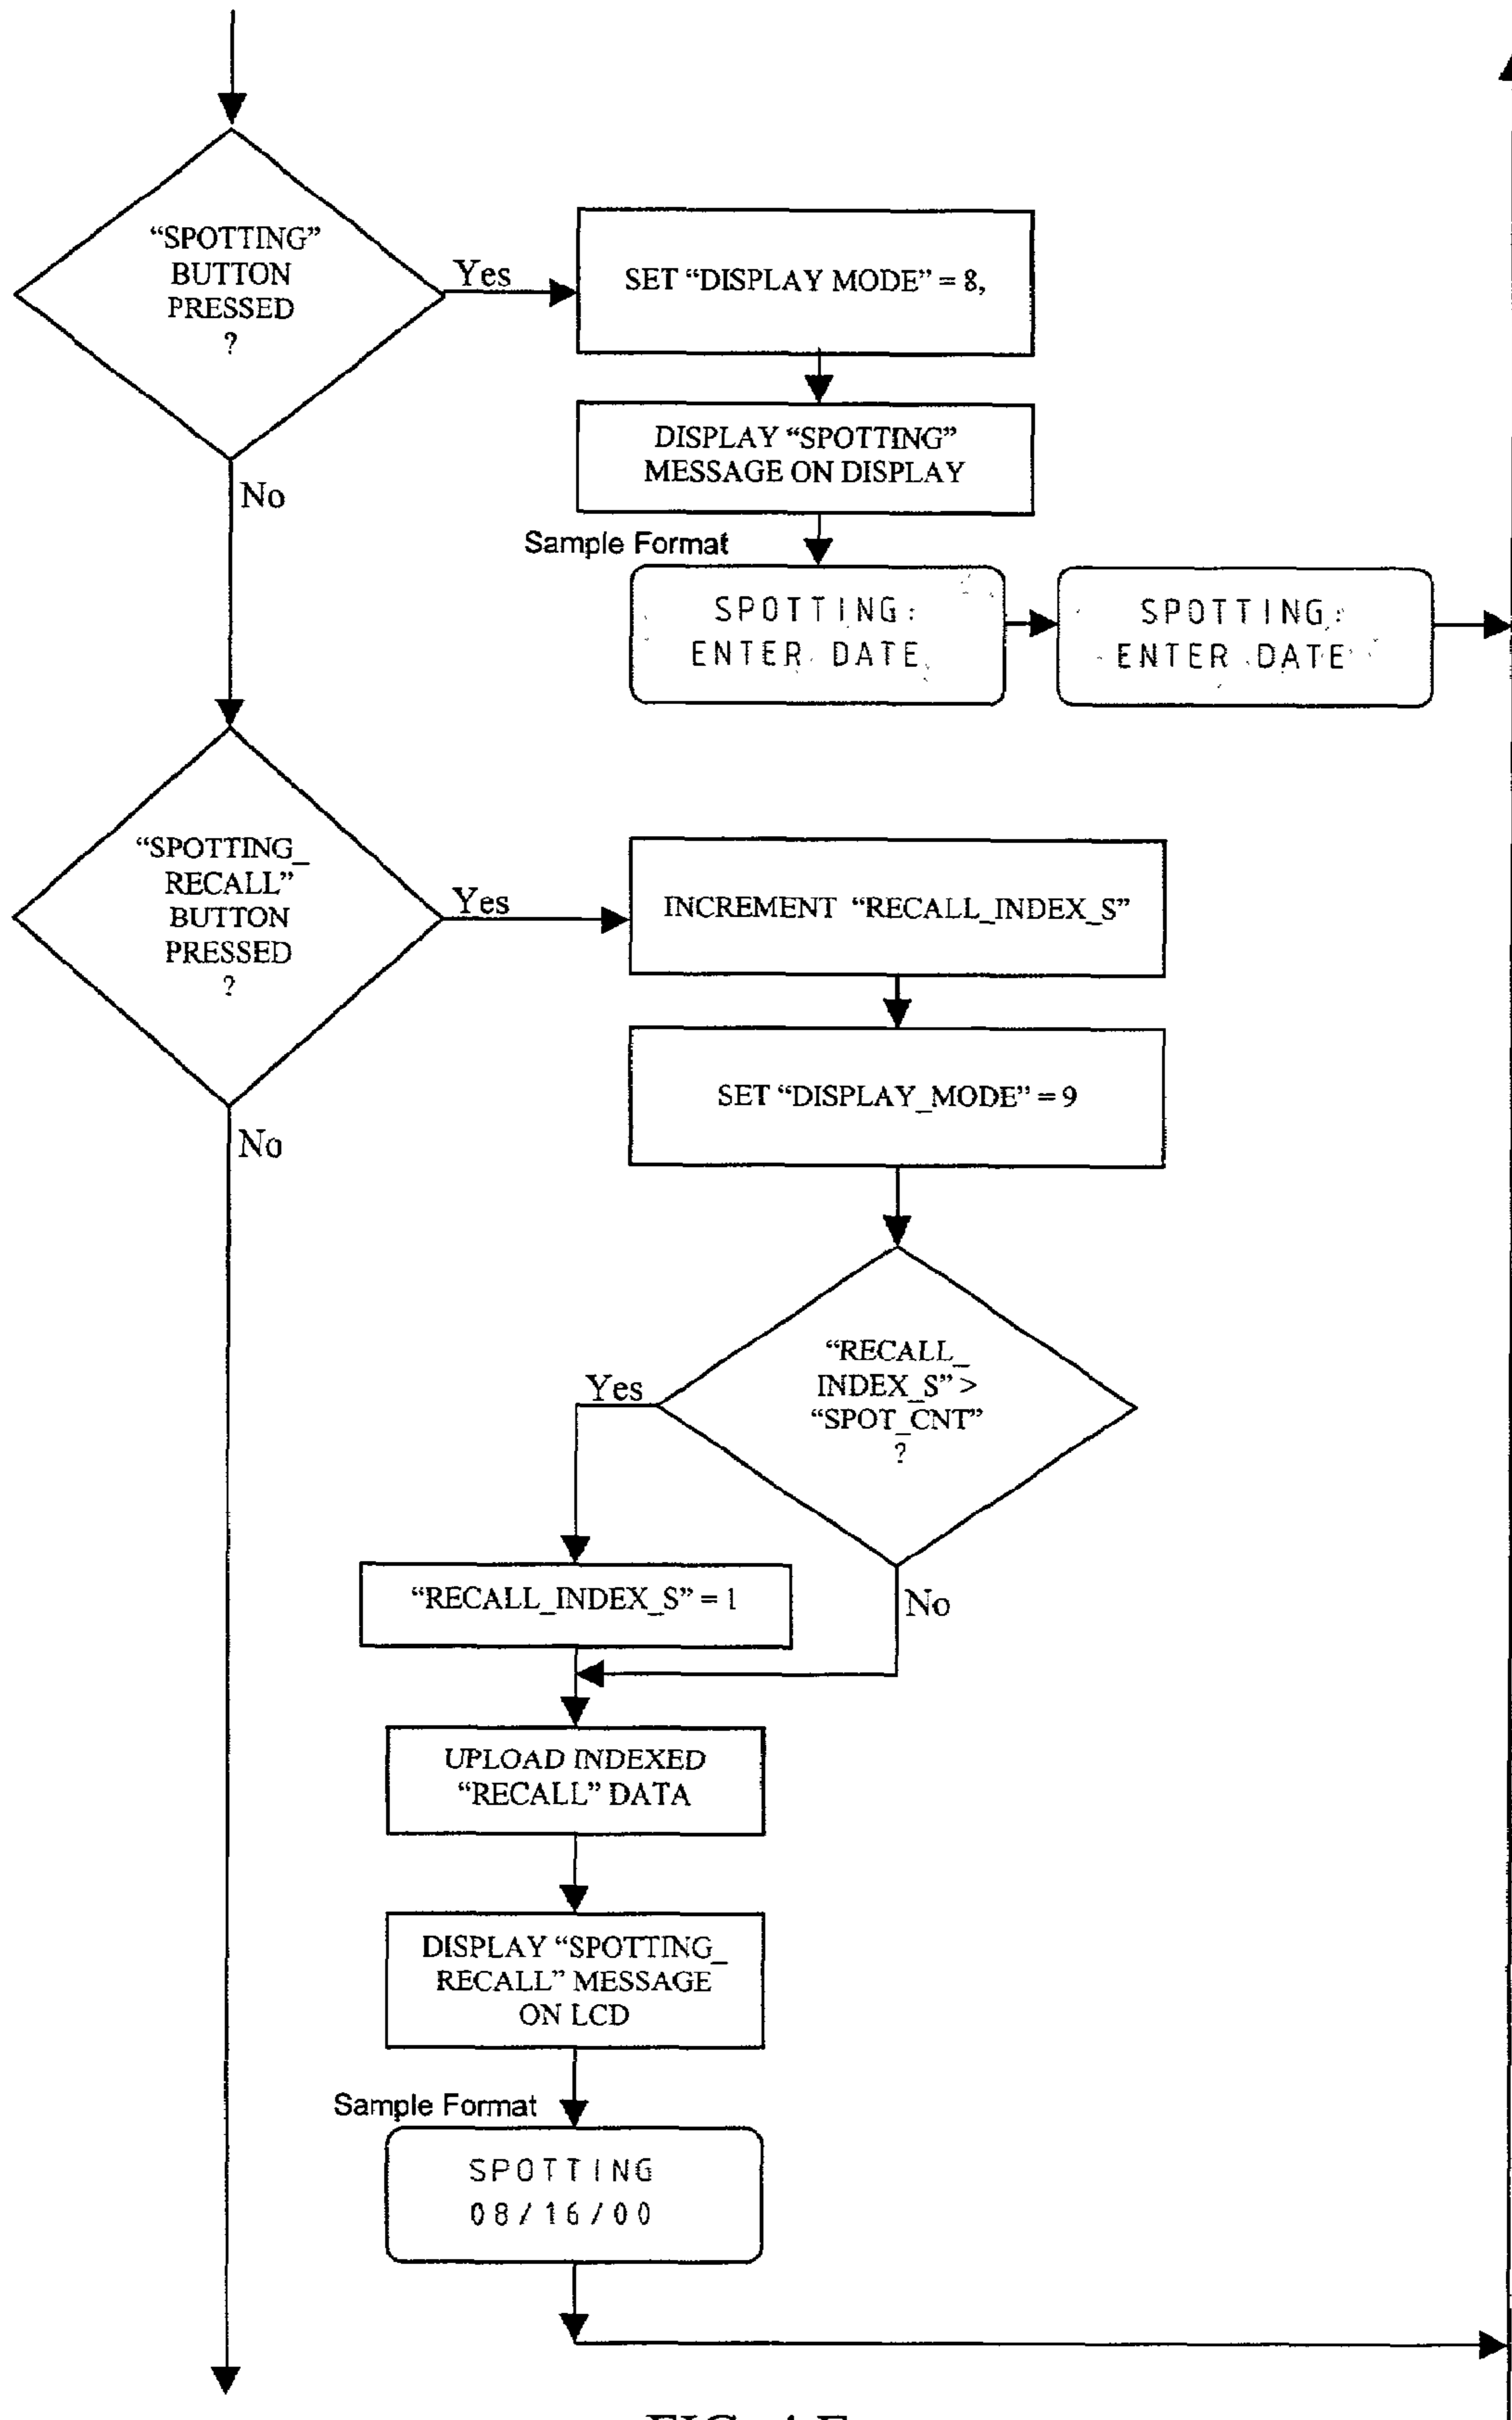 “SPOTTING”
BUTTON
PRESSED
?
Yes
SET “DISPLAY MODE” = 8,
DISPLAY “SPOTTING”
MESSAGE ON DISPLAY
No
Sample Format
SPOTTING:
ENTER DATE
SPOTTING:
ENTER DATE
“SPOTTING_
RECALL”
BUTTON
PRESSED
?
Yes
INCREMENT “RECALL_INDEX_S”
SET “DISPLAY_MODE” = 9
No
“RECALL_
INDEX_S” >
“SPOT_CNT”
?
Yes
“RECALL_INDEX_S” = 1
No
UPLOAD INDEXED
“RECALL” DATA
DISPLAY “SPOTTING_
RECALL” MESSAGE
ON LCD
Sample Format
SPOTTING
08/16/00